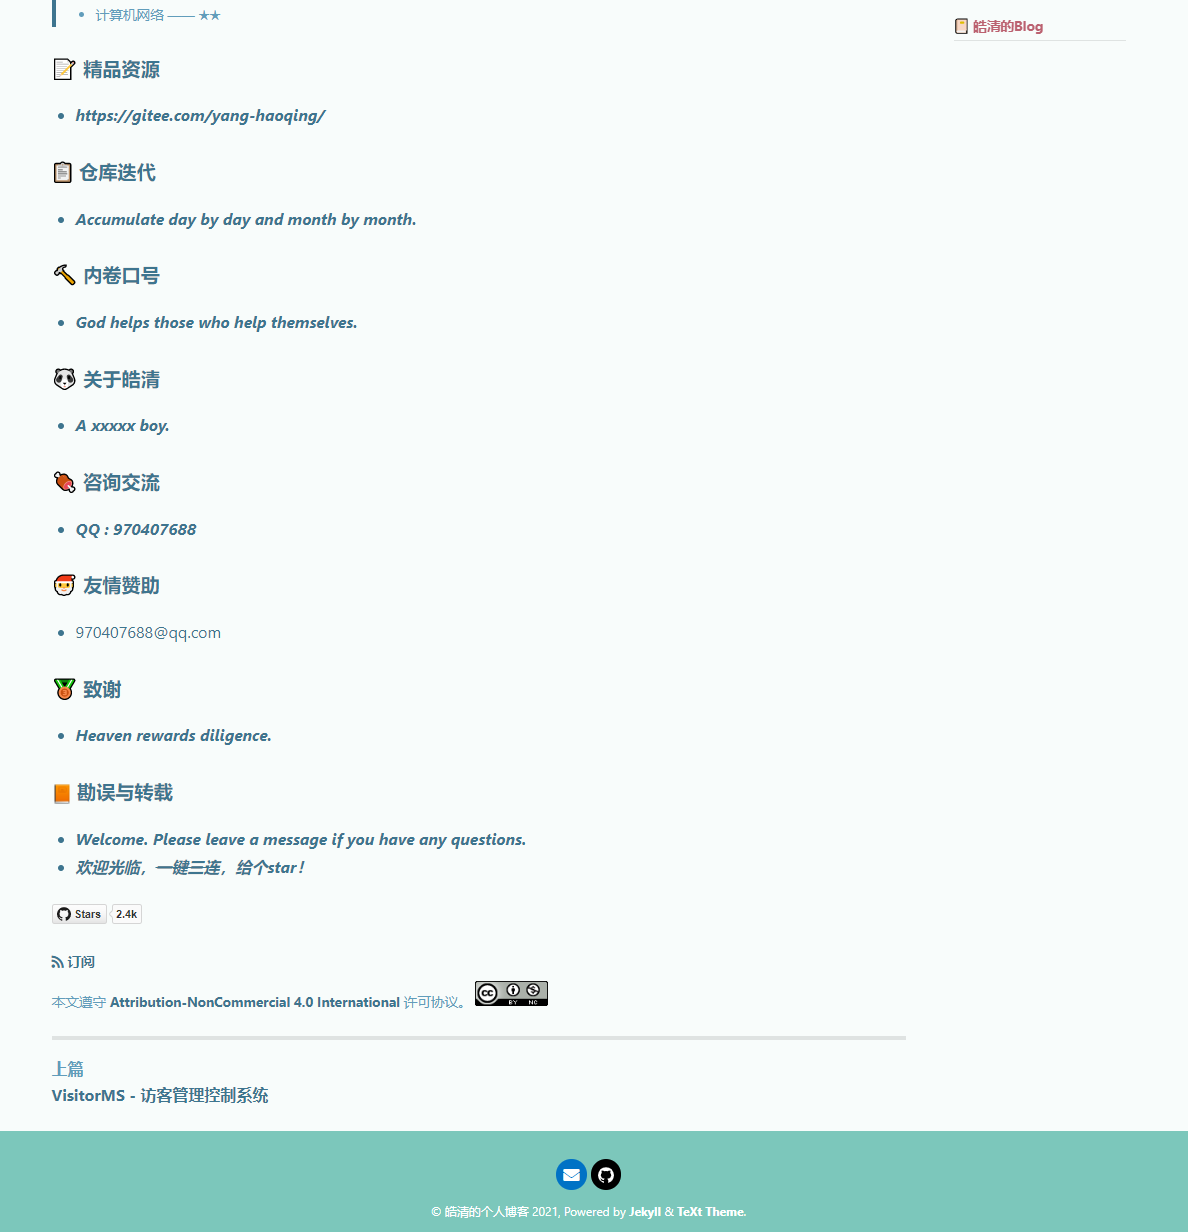 计算机网络 —— ★★
皓清的Blog
精品资源
https://gitee.com/yang-haoqing/
仓库迭代
Accumulate day by day and month by month.
内卷口号
God helps those who help themselves.
关于皓清
A xxxxx boy.
咨询交流
QQ : 970407688
友情赞助
970407688@qq.com
致谢
Heaven rewards diligence.
勘误与转载
Welcome. Please leave a message if you have any questions.
欢迎光临，一键三连，给个star！
Stars 2.4k
订阅
本文遵守 Attribution-NonCommercial 4.0 International 许可协议。 cc BY NC
上篇
VisitorMS - 访客管理控制系统
© 皓清的个人博客 2021, Powered by Jekyll & TeXt Theme.